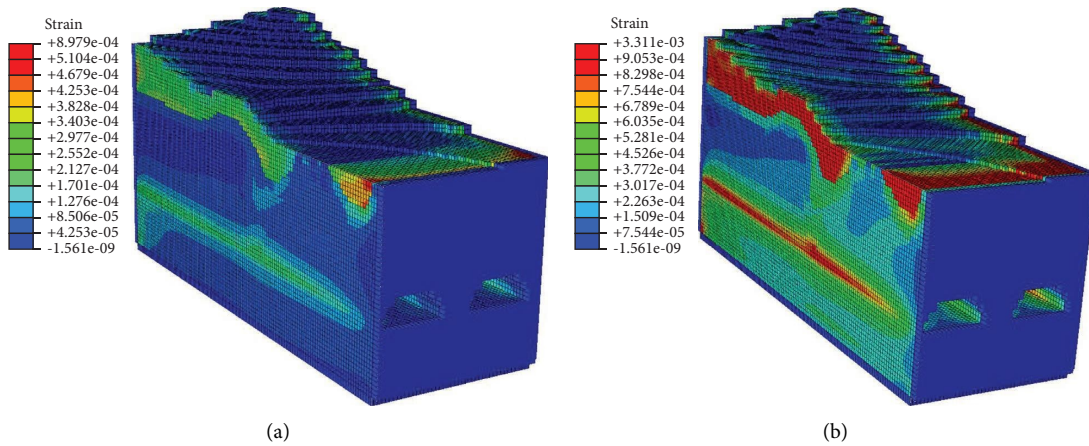 Strain
+8.979e-04
+5.104e-04
+4.679e-04
+4.253e-04
+3.828e-04
+3.403e-04
+2.977e-04
+2.552e-04
+2.127e-04
+1.701e-04
+1.276e-04
+8.506e-05
+4.253e-05
-1.561e-09
(a)
Strain
+3.311e-03
+9.053e-04
+8.298e-04
+7.544e-04
+6.789e-04
+6.035e-04
+5.281e-04
+4.526e-04
+3.772e-04
+3.017e-04
+2.263e-04
+1.509e-04
+7.544e-05
-1.561e-09
(b)